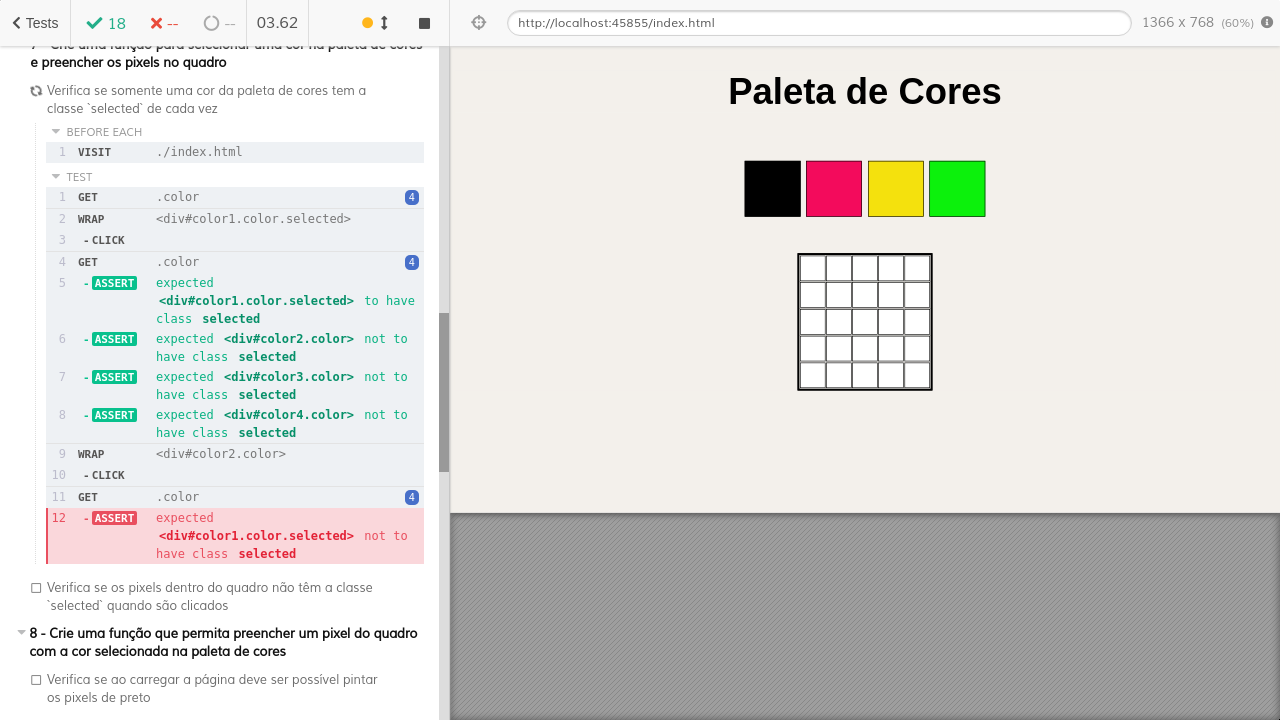 Tests
18
--
--
03.62
http://localhost:45855/index.html
1366 x 768 (60%)
7 - Crie uma função para selecionar uma cor na paleta de cores
e preencher os pixels no quadro
Verifica se somente uma cor da paleta de cores tem a
classe `selected` de cada vez
BEFORE EACH
1 VISIT ./index.html
TEST
1 GET .color 4
2 WRAP <div#color1.color.selected>
3 -CLICK
4 GET .color 4
5 -ASSERT expected
<div#color1.color.selected> to have
class selected
6 -ASSERT expected <div#color2.color> not to
have class selected
7 -ASSERT expected <div#color3.color> not to
have class selected
8 -ASSERT expected <div#color4.color> not to
have class selected
9 WRAP <div#color2.color>
10 -CLICK
11 GET .color 4
12 -ASSERT expected
<div#color1.color.selected> not to
have class selected
Verifica se os pixels dentro do quadro não têm a classe
`selected` quando são clicados
8 - Crie uma função que permita preencher um pixel do quadro
com a cor selecionada na paleta de cores
Verifica se ao carregar a página deve ser possível pintar
os pixels de preto
Paleta de Cores